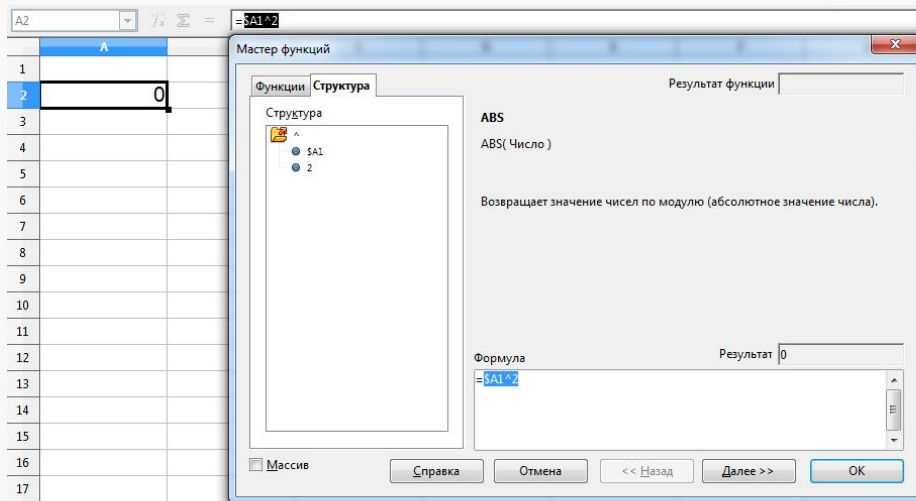 A2 fx Σ = =$A1^2
A
Мастер функций
1
2 0
3
4
5
6
7
8
9
10
11
12
13
14
15
16
17
Функции Структура
Структура
^
$A1
2
Результат функции
ABS
ABS( Число )
Возвращает значение чисел по модулю (абсолютное значение числа).
Формула
Результат 0
=$A1^2
Массив
Справка Отмена << Назад Далее >> OK